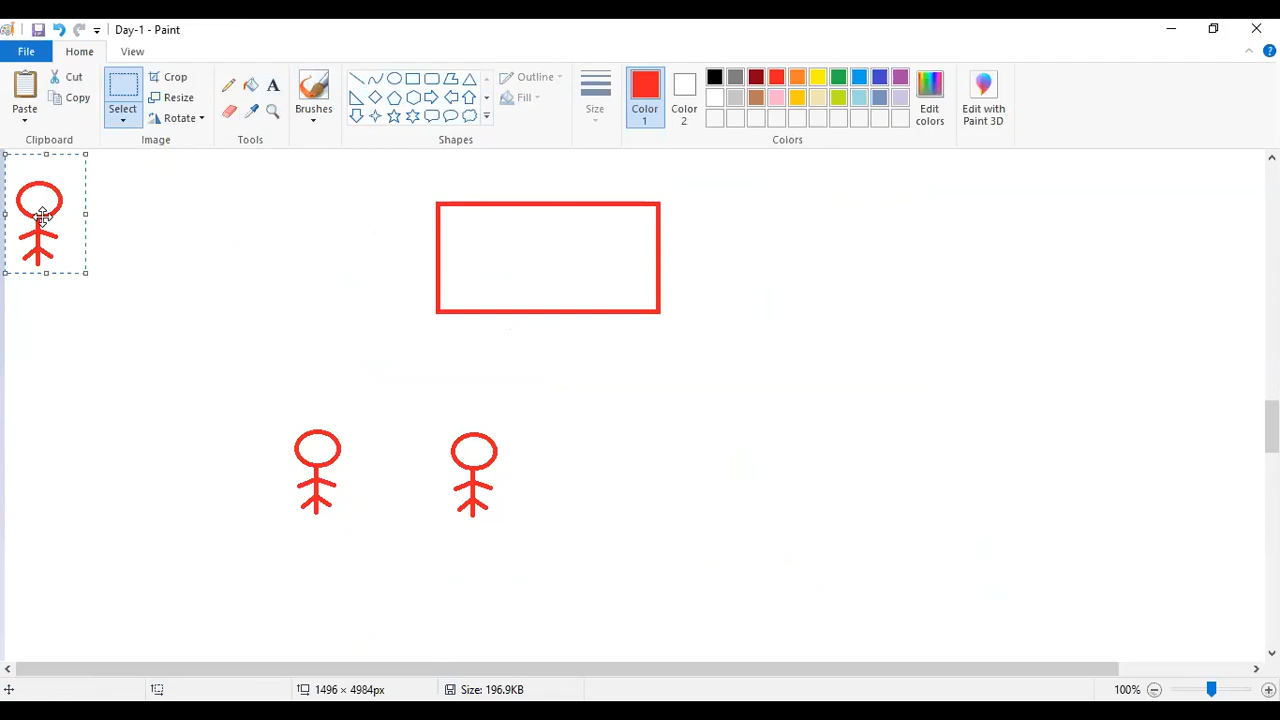 Day-1 - Paint
File Home View
Paste
Cut
Copy
Clipboard
Select
Crop
Resize
Rotate
Image
A
Tools
Brushes
Shapes
Outline
Fill
Size
Color 1
Color 2
Edit colors
Edit with Paint 3D
Colors
1496 × 4984px
Size: 196.9KB
100%